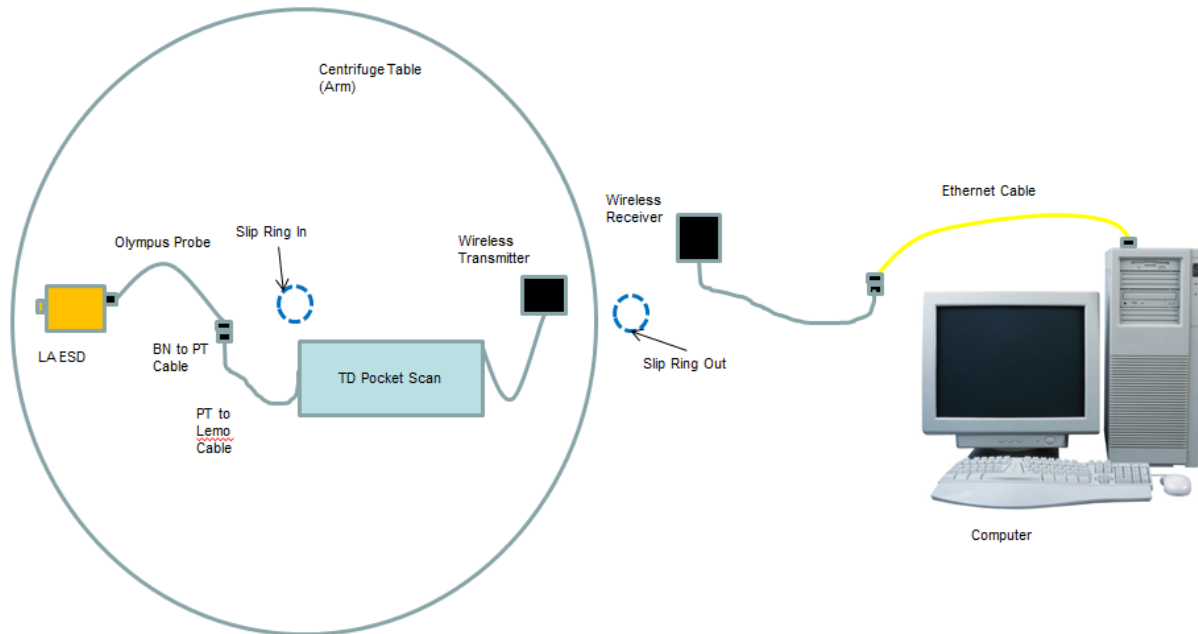 Centrifuge Table
(Arm)
Ethernet Cable
Wireless
Receiver
Slip Ring In
Olympus Probe
Wireless
Transmitter
LA ESD
BN to PT
Cable
Slip Ring Out
TD Pocket Scan
PT to
Lemo
Cable
Computer